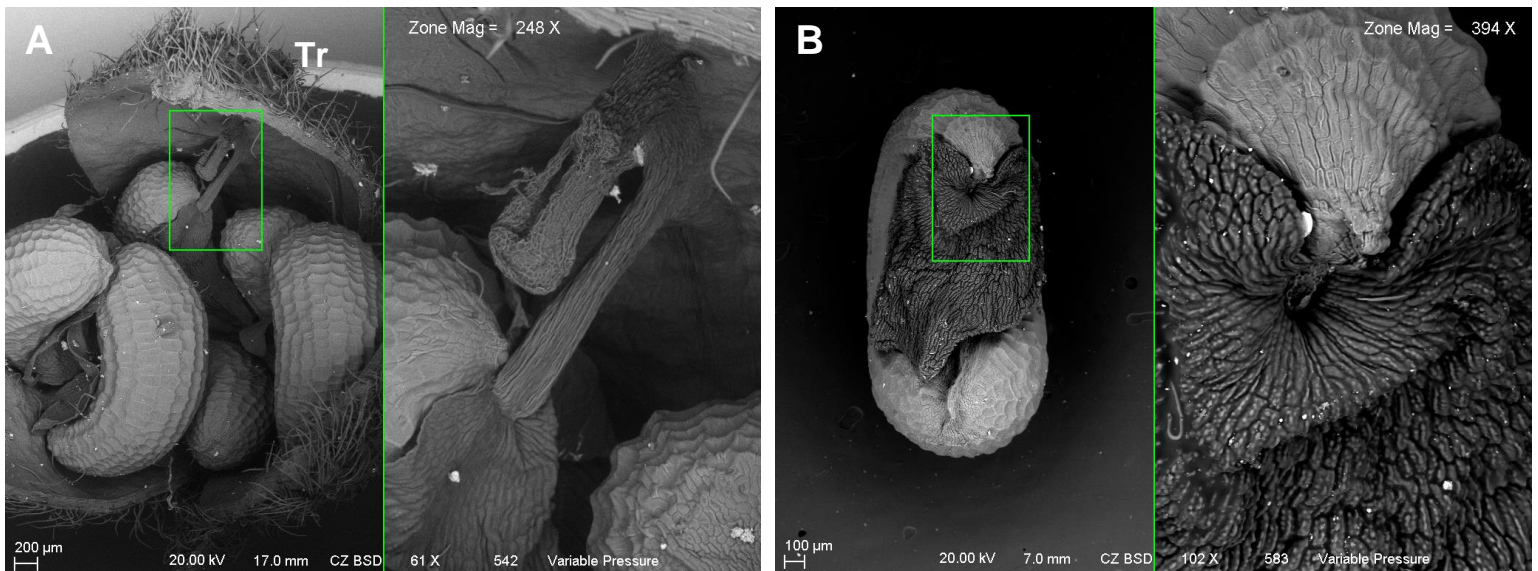 A
Tr
Zone Mag = 248 X
200 µm
20.00 kV 17.0 mm CZ BSD 61 X 542 Variable Pressure
B
Zone Mag = 394 X
100 µm
20.00 kV 7.0 mm CZ BSD 102 X 583 Variable Pressure